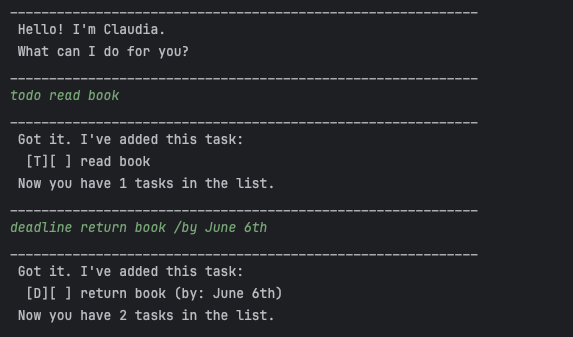 ____________________________________________________________
Hello! I'm Claudia.
What can I do for you?
____________________________________________________________
todo read book
____________________________________________________________
Got it. I've added this task:
[T][ ] read book
Now you have 1 tasks in the list.
____________________________________________________________
deadline return book /by June 6th
____________________________________________________________
Got it. I've added this task:
[D][ ] return book (by: June 6th)
Now you have 2 tasks in the list.